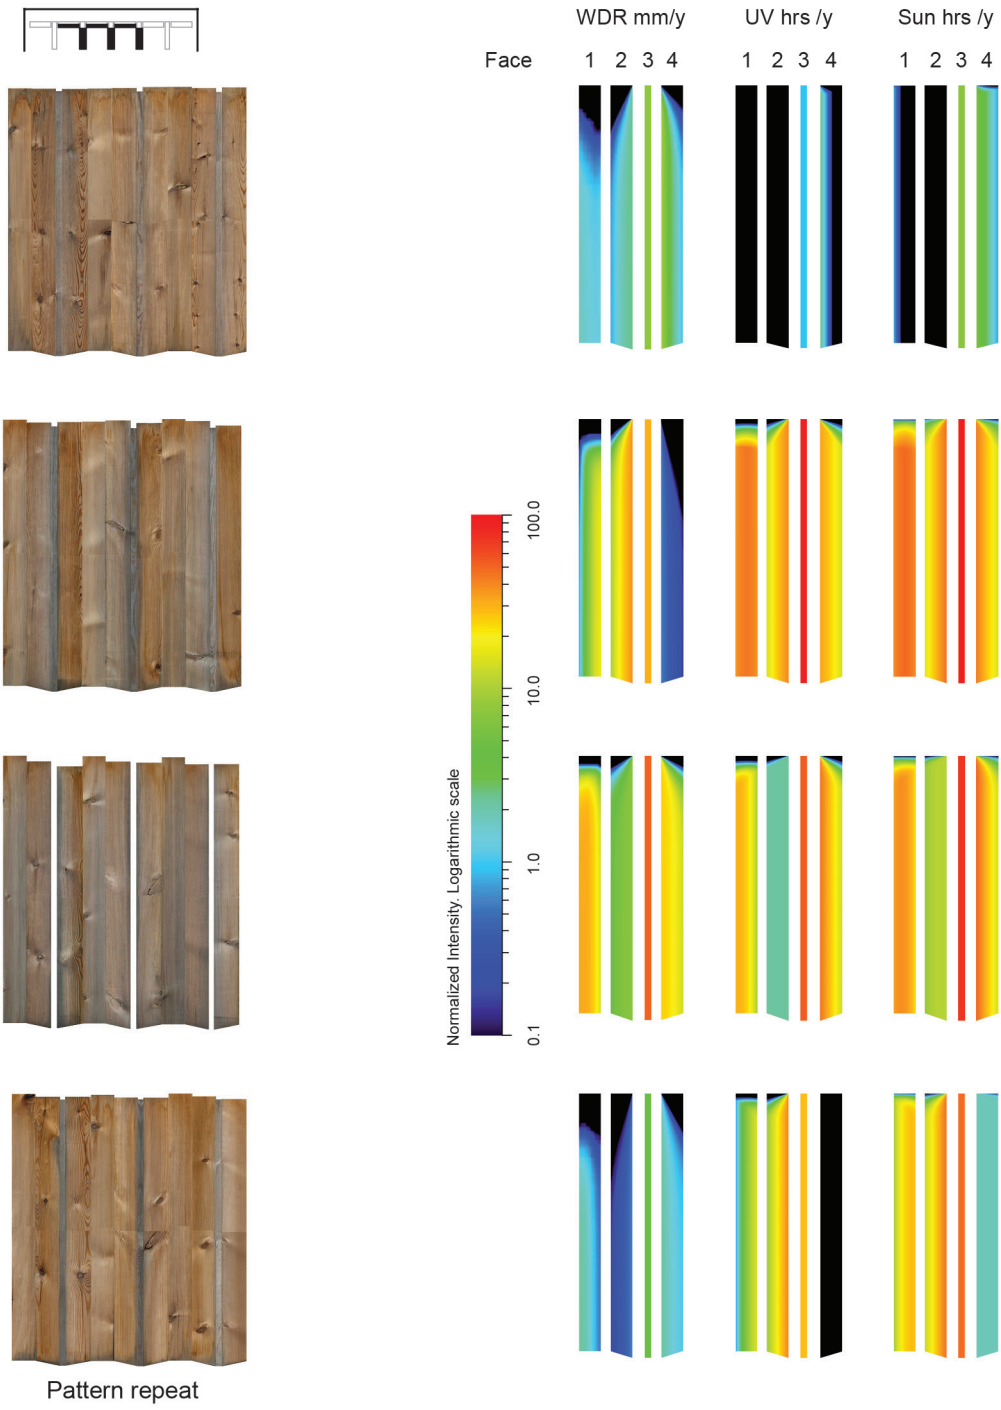 WDR mm/y UV hrs /y Sun hrs /y
Face 1 2 3 4 1 2 3 4 1 2 3 4
Normalized Intensity. Logarithmic scale
100.0
10.0
1.0
0.1
Pattern repeat